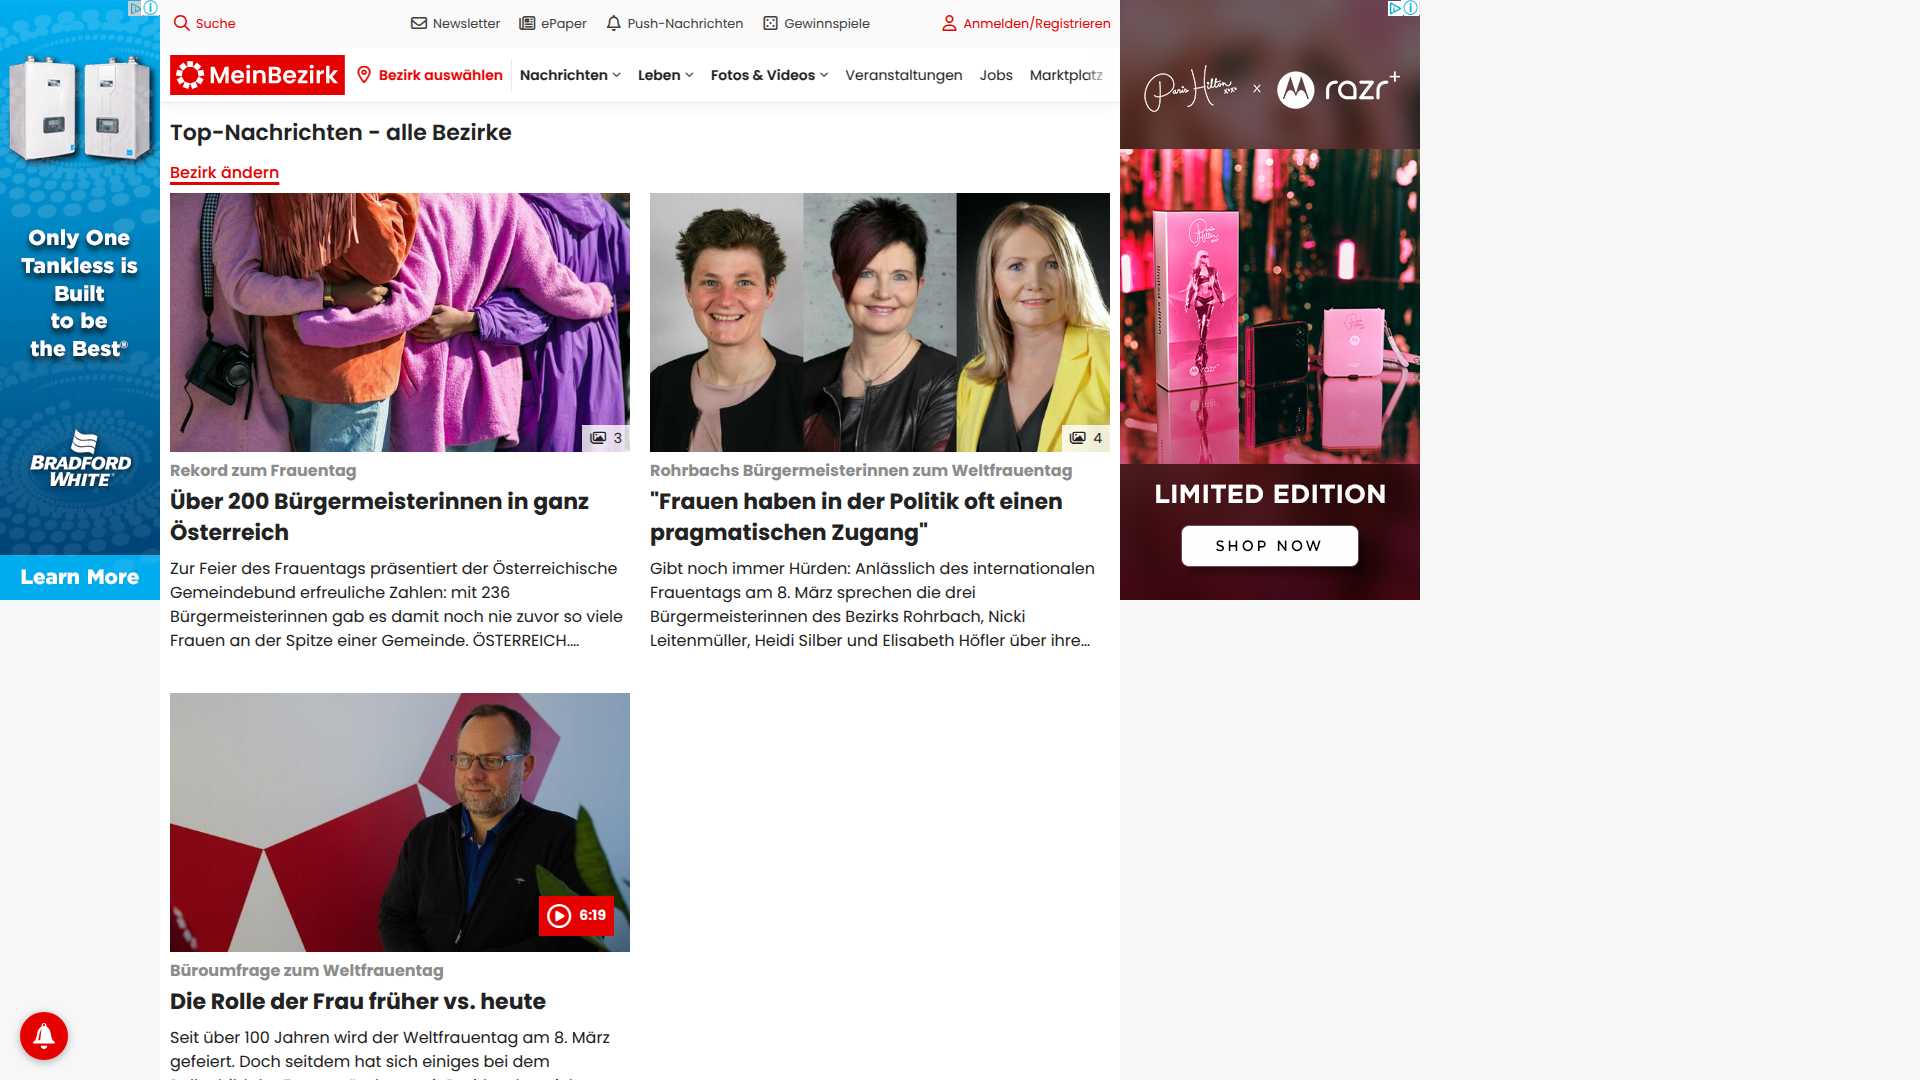 Suche
Newsletter
ePaper
Push-Nachrichten
Gewinnspiele
Anmelden/Registrieren
MeinBezirk
Bezirk auswählen
Nachrichten
Leben
Fotos & Videos
Veranstaltungen
Jobs
Marktplatz
Top-Nachrichten - alle Bezirke
Bezirk ändern
3
Rekord zum Frauentag
Über 200 Bürgermeisterinnen in ganz
Österreich
Zur Feier des Frauentags präsentiert der Österreichische
Gemeindebund erfreuliche Zahlen: mit 236
Bürgermeisterinnen gab es damit noch nie zuvor so viele
Frauen an der Spitze einer Gemeinde. ÖSTERREICH....
4
Rohrbachs Bürgermeisterinnen zum Weltfrauentag
"Frauen haben in der Politik oft einen
pragmatischen Zugang"
Gibt noch immer Hürden: Anlässlich des internationalen
Frauentags am 8. März sprechen die drei
Bürgermeisterinnen des Bezirks Rohrbach, Nicki
Leitenmüller, Heidi Silber und Elisabeth Höfler über ihre...
6:19
Büroumfrage zum Weltfrauentag
Die Rolle der Frau früher vs. heute
Seit über 100 Jahren wird der Weltfrauentag am 8. März
gefeiert. Doch seitdem hat sich einiges bei dem
Only One
Tankless is
Built
to be
the Best®
BRADFORD
WHITE
Learn More
Paris Hilton x razr+
razr
LIMITED EDITION
SHOP NOW